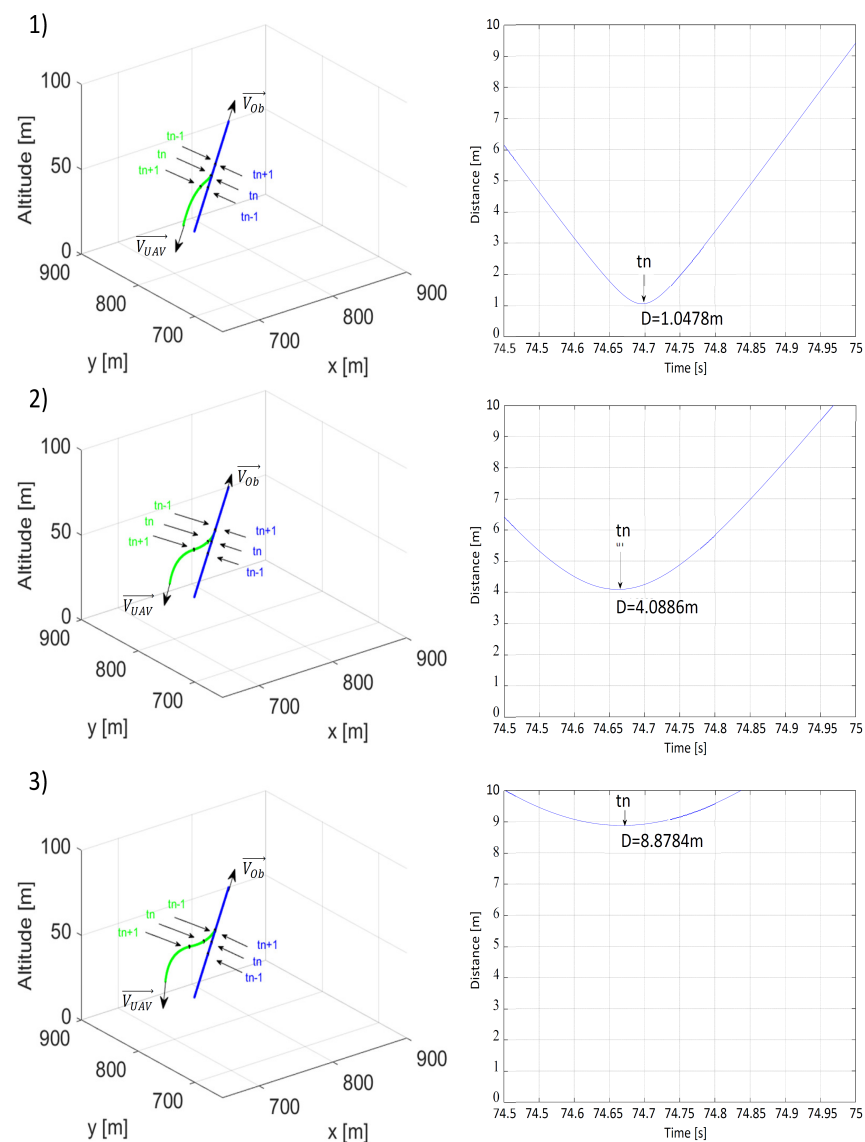 1)
100
50
0
Altitude [m]
900
800
700
y [m]
700
800
900
x [m]
V_Ob
tn-1
tn
tn+1
tn+1
tn
tn-1
V_UAV
10
9
8
7
6
5
4
3
2
1
0
Distance [m]
tn
D=1.0478m
74.5 74.55 74.6 74.65 74.7 74.75 74.8 74.85 74.9 74.95 75
Time [s]
2)
100
50
0
Altitude [m]
900
800
700
y [m]
700
800
900
x [m]
V_Ob
tn-1
tn
tn+1
tn+1
tn
tn-1
V_UAV
10
9
8
7
6
5
4
3
2
1
0
Distance [m]
tn
D=4.0886m
74.5 74.55 74.6 74.65 74.7 74.75 74.8 74.85 74.9 74.95 75
Time [s]
3)
100
50
0
Altitude [m]
900
800
700
y [m]
700
800
900
x [m]
V_Ob
tn-1
tn
tn+1
tn+1
tn
tn-1
V_UAV
10
9
8
7
6
5
4
3
2
1
0
Distance [m]
tn
D=8.8784m
74.5 74.55 74.6 74.65 74.7 74.75 74.8 74.85 74.9 74.95 75
Time [s]